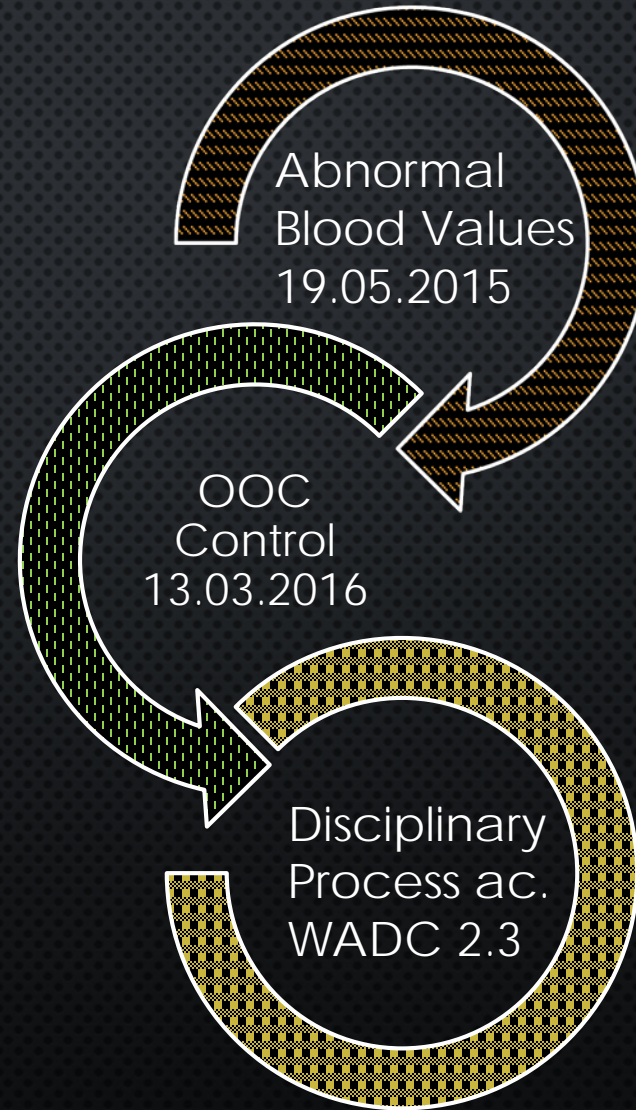 Abnormal
Blood Values
19.05.2015
OOC
Control
13.03.2016
Disciplinary
Process ac.
WADC 2.3